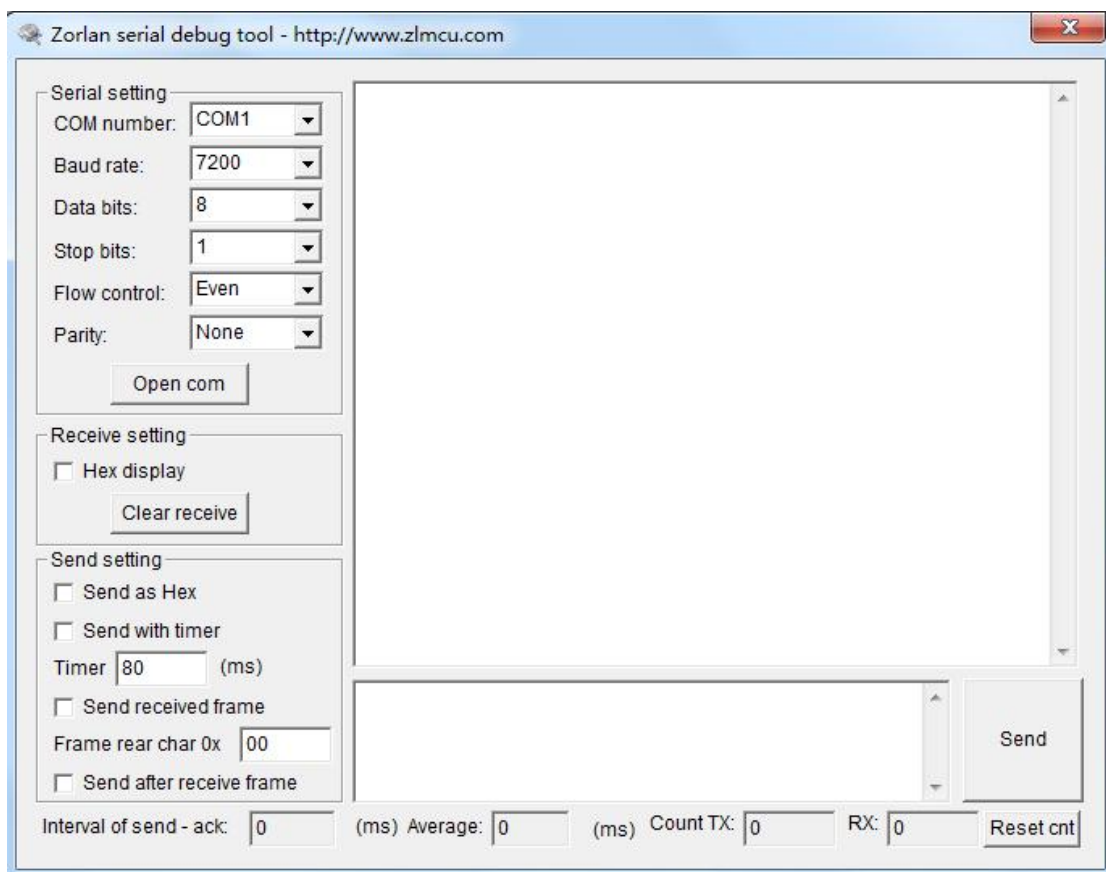 Zorlan serial debug tool - http://www.zlmcu.com
X
Serial setting
COM number: COM1
Baud rate: 7200
Data bits: 8
Stop bits: 1
Flow control: Even
Parity: None
Open com
Receive setting
Hex display
Clear receive
Send setting
Send as Hex
Send with timer
Timer 80 (ms)
Send received frame
Frame rear char 0x 00
Send after receive frame
Send
Interval of send - ack: 0 (ms) Average: 0 (ms) Count TX: 0 RX: 0 Reset cnt